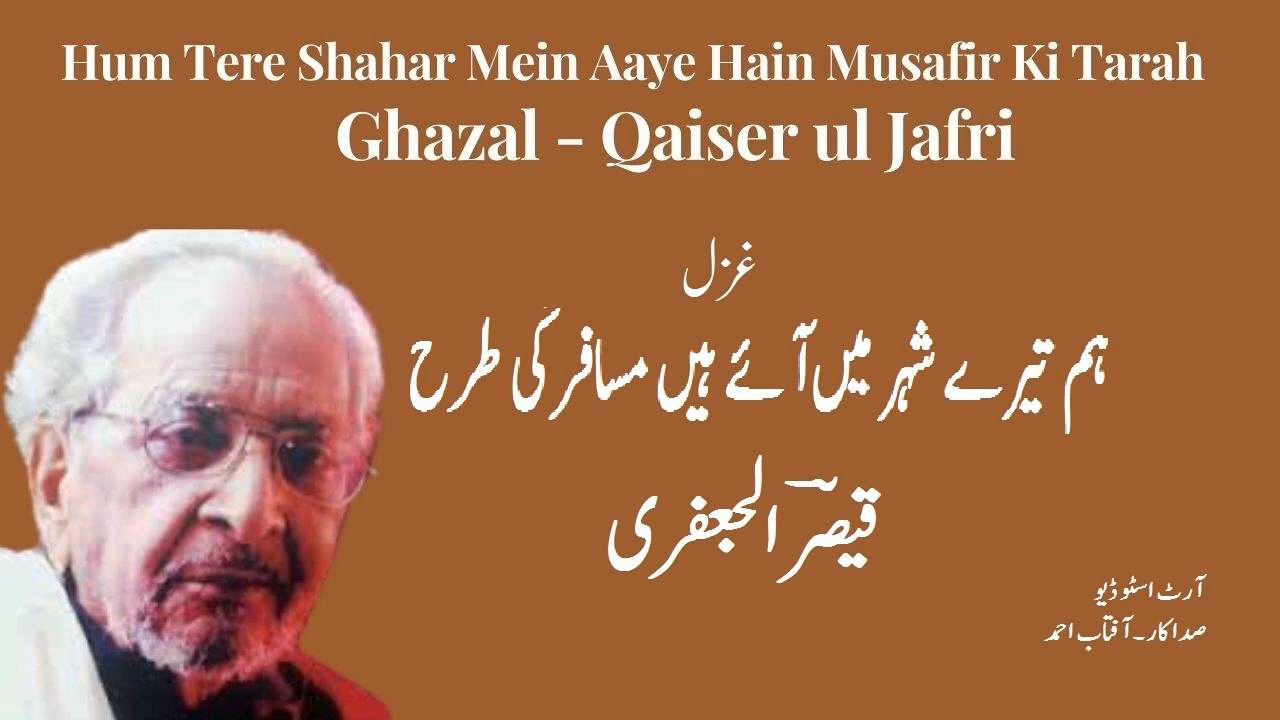 Hum Tere Shahar Mein Aaye Hain Musafir Ki Tarah
Ghazal - Qaiser ul Jafri
غزل
ہم تیرے شہر میں آئے ہیں مسافر کی طرح
قیصرؔ الجعفری
آرٹ اسٹوڈیو
صداکار۔آفتاب احمد